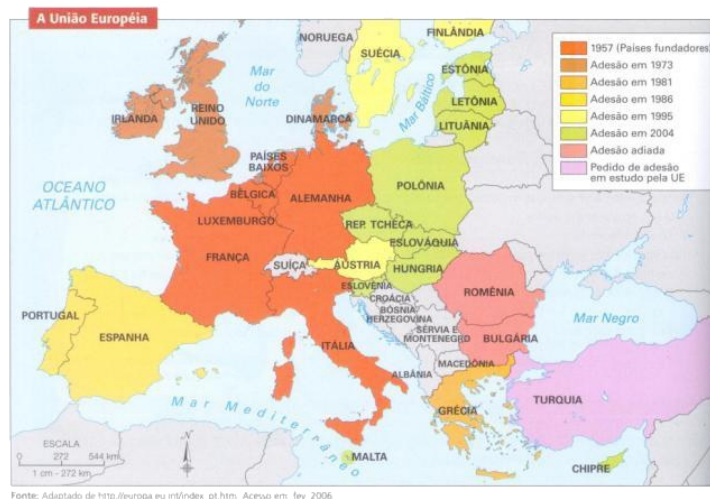 A União Européia
NORUEGA
FINLÂNDIA
SUÉCIA
Mar
do
Norte
Mar Báltico
ESTÔNIA
LETÔNIA
LITUÂNIA
1957 (Países fundadores)
Adesão em 1973
Adesão em 1981
Adesão em 1986
Adesão em 1995
Adesão em 2004
Adesão adiada
Pedido de adesão
em estudo pela UE
IRLANDA
REINO
UNIDO
DINAMARCA
OCEANO
ATLÂNTICO
PAÍSES
BAIXOS
BÉLGICA
ALEMANHA
POLÔNIA
LUXEMBURGO
REP. TCHECA
ESLOVÁQUIA
FRANÇA
SUÍÇA
ÁUSTRIA
HUNGRIA
ESLOVÊNIA
CROÁCIA
BÓSNIA
HERZEGOVINA
SÉRVIA E
MONTENEGRO
ROMÊNIA
BULGÁRIA
Mar Negro
PORTUGAL
ESPANHA
ITÁLIA
MACEDÔNIA
ALBÂNIA
GRÉCIA
TURQUIA
Mar Mediterrâneo
MALTA
CHIPRE
ESCALA
0 272 544 km
1 cm - 272 km
N
Fonte: Adaptado de http://europa.eu.int/index_pt.htm. Acesso em fev. 2006